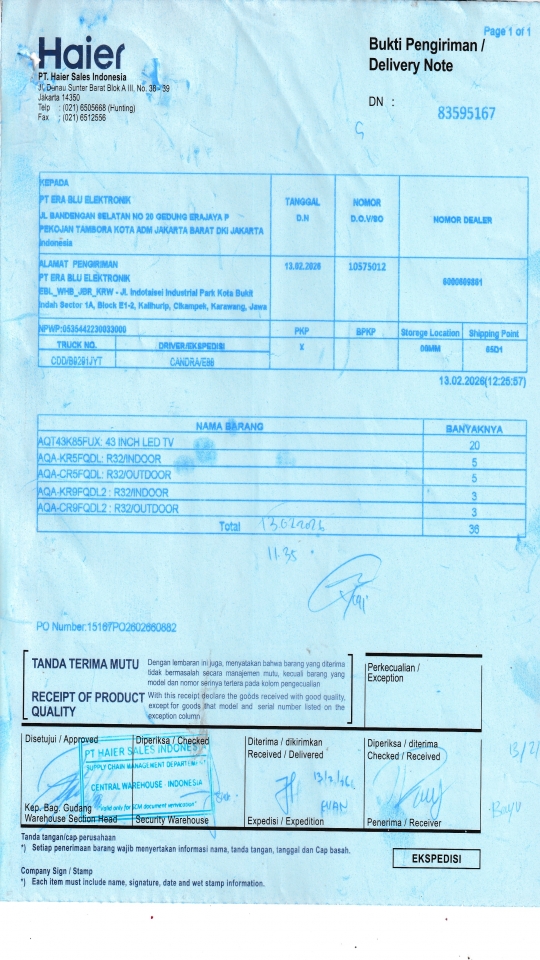 Page 1 of 1
Haier
Bukti Pengiriman /
Delivery Note
PT. Haier Sales Indonesia
Jl. Danau Sunter Barat Blok A III, No. 38 - 39
Jakarta 14350
Telp : (021) 6505668 (Hunting)
Fax : (021) 6512556
DN : 83595167
KEPADA
PT ERA BLU ELEKTRONIK
JL BANDENGAN SELATAN NO 20 GEDUNG ERAJAYA P
PEKOJAN TAMBORA KOTA ADM JAKARTA BARAT DKI JAKARTA
Indonesia
TANGGAL
D.N
NOMOR
D.O.V/SO
NOMOR DEALER
ALAMAT PENGIRIMAN
PT ERA BLU ELEKTRONIK
EBL_WHB_JBR_KRW - Jl. Indotaisei Industrial Park Kota Bukit
Indah Sector 1A, Block E1-2, Kalihurip, Cikampek, Karawang, Jawa
13.02.2026
10575012
NPWP:0535442230033000
PKP
BPKP
Storage Location
Shipping Point
TRUCK NO.
DRIVER/EKSPEDISI
X
CANDRA/EBB
13.02.2026(12:25:57)
NAMA BARANG
BANYAKNYA
AQT43K85FUX: 43 INCH LED TV 20
AQA-KR5FQDL: R32/INDOOR 5
AQA-CR5FQDL: R32/OUTDOOR 5
AQA-KR9FQDL2 : R32/INDOOR 3
AQA-CR9FQDL2 : R32/OUTDOOR 3
Total 36
13022026
11.35
PO Number:15167PO2602660882
TANDA TERIMA MUTU
Dengan lembaran ini juga, menyatakan bahwa barang yang diterima
tidak bermasalah secara manajemen mutu, kecuali barang yang
model dan nomor serinya tertera pada kolom pengecualian
RECEIPT OF PRODUCT
QUALITY
With this receipt declare the goods received with good quality,
except for goods that model and serial number listed on the
exception column
Perkecualian /
Exception
Disetujui / Approved
Diperiksa / Checked
Diterima / dikirimkan
Received / Delivered
Diperiksa / diterima
Checked / Received
PT HAIER SALES INDONESIA
SUPPLY CHAIN MANAGEMENT DEPARTEMENT
CENTRAL WAREHOUSE - INDONESIA
"Valid only for SCM document verivication"
Kep. Bag. Gudang
Warehouse Section Head
Security Warehouse
Expedisi / Expedition
Penerima / Receiver
Bayu
Tanda tangan/cap perusahaan
*) Setiap penerimaan barang wajib menyertakan informasi nama, tanda tangan, tanggal dan Cap basah.
EKSPEDISI
Company Sign / Stamp
*) Each item must include name, signature, date and wet stamp information.